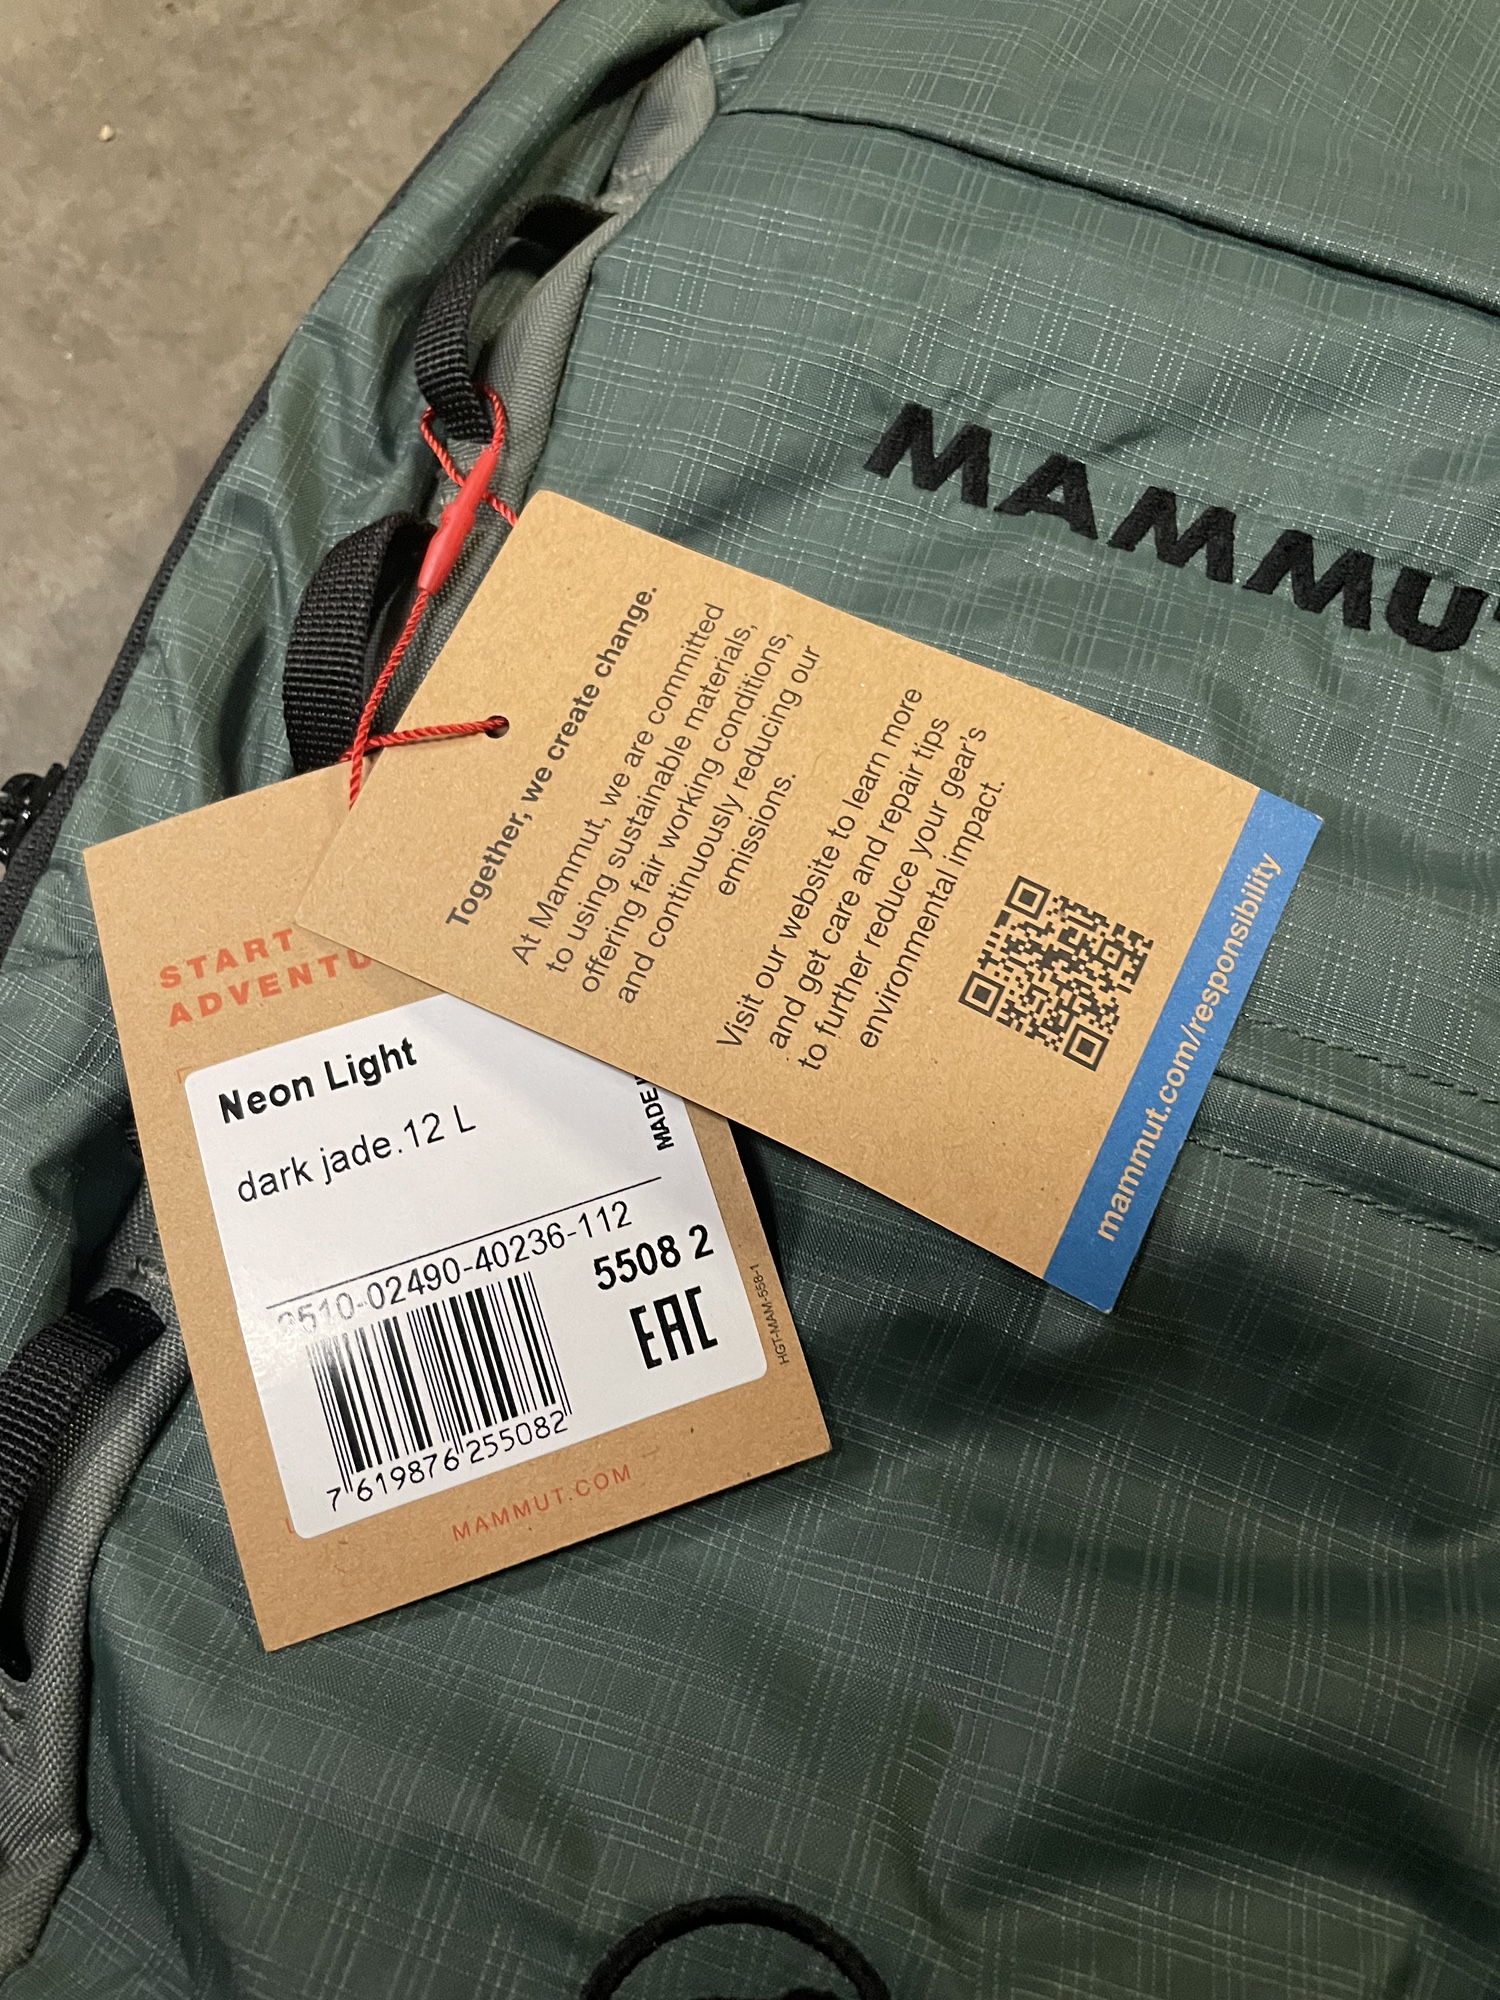 MAMMU
Together, we create change.
At Mammut, we are committed
to using sustainable materials,
offering fair working conditions,
and continuously reducing our
emissions.
Visit our website to learn more
and get care and repair tips
to further reduce your gear's
environmental impact.
mammut.com/responsibility
START
ADVENTU
Neon Light
dark jade.12 L
MADE
2510-02490-40236-112
5508 2
EAC
7 619876 255082
HGT-MAM-558-1
MAMMUT.COM